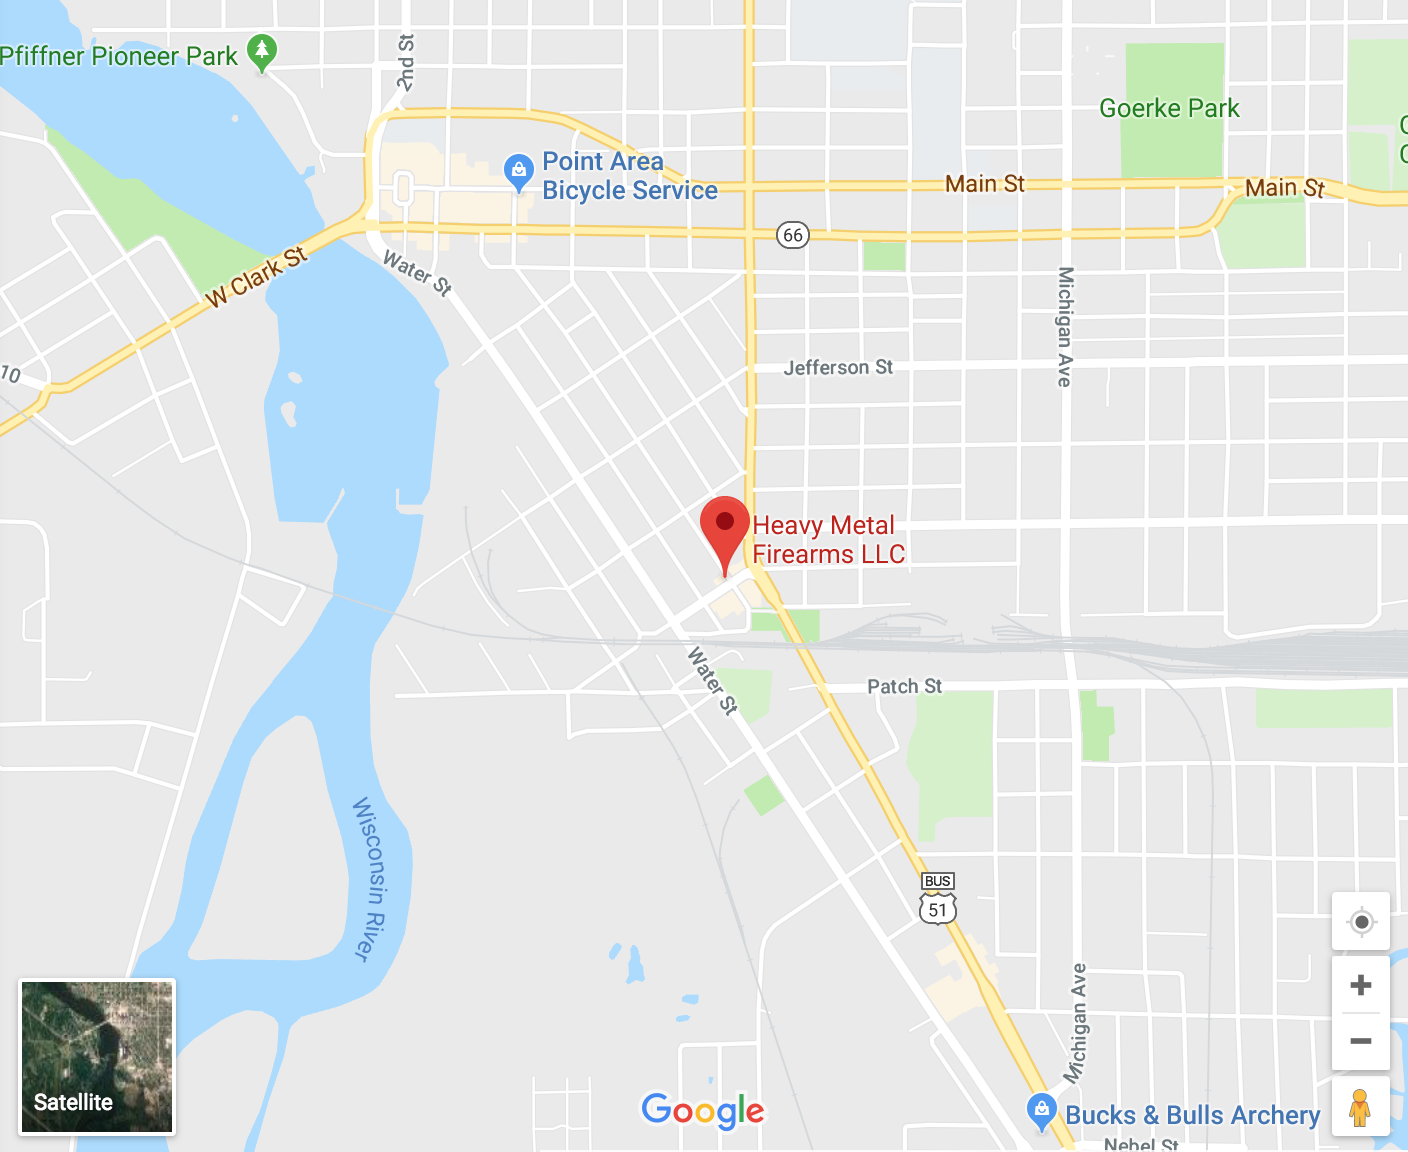 2nd St
Pfiffner Pioneer Park
Goerke Park
Point Area
Bicycle Service
Main St
Main St
66
W Clark St
Water St
Michigan Ave
Jefferson St
10
Heavy Metal
Firearms LLC
Water St
Patch St
Wisconsin River
BUS
51
Michigan Ave
Satellite
Google
Bucks & Bulls Archery
Nebel St